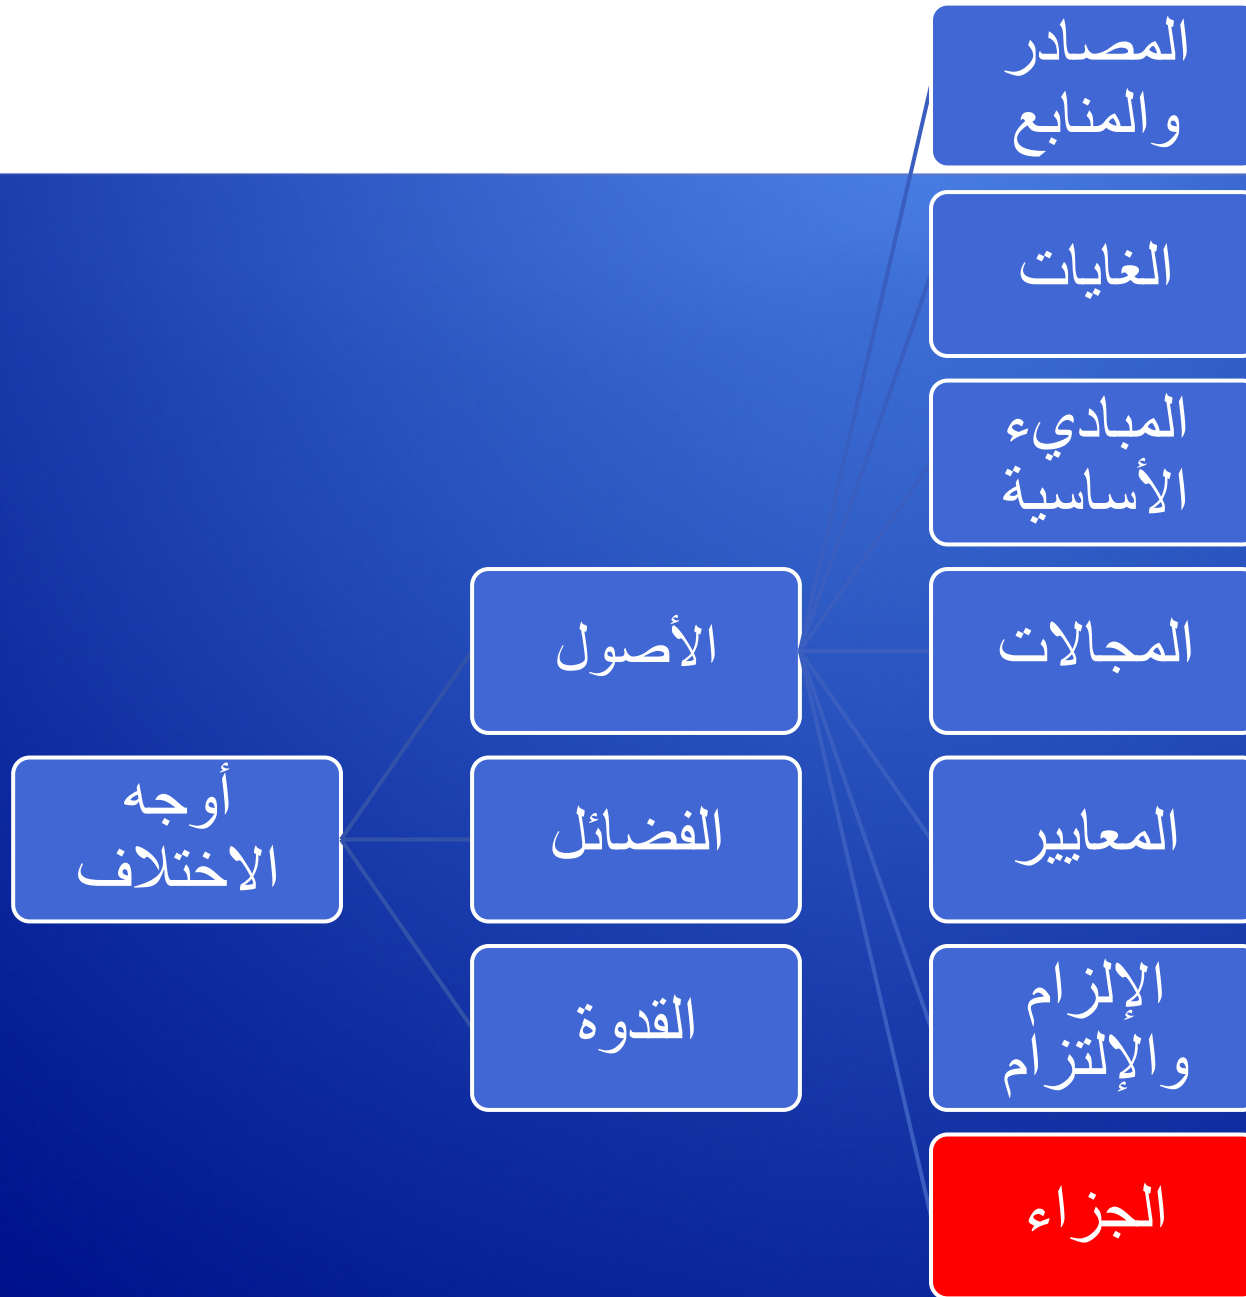 المصادر
والمنابع
الغايات
المباديء
الأساسية
المجالات
الأصول
أوجه
الاختلاف
الفضائل
المعايير
القدوة
الإلزام
والإلتزام
الجزاء